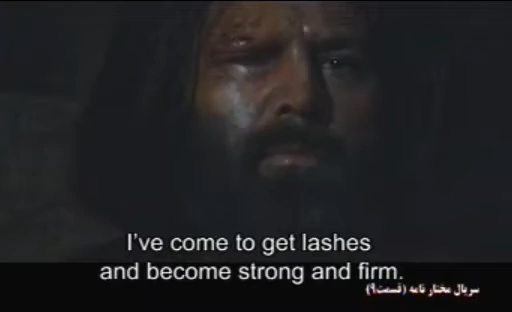 I've come to get lashes
and become strong and firm.
سریال مختار نامه (قسمت۹)